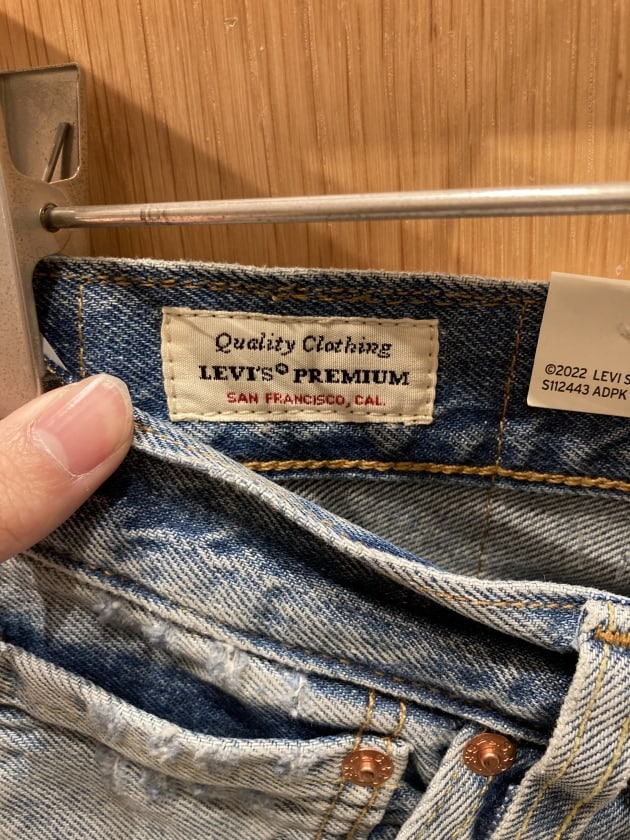 Quality Clothing
LEVI'S® PREMIUM
SAN FRANCISCO, CAL.
©2022 LEVI
S112443 ADPK